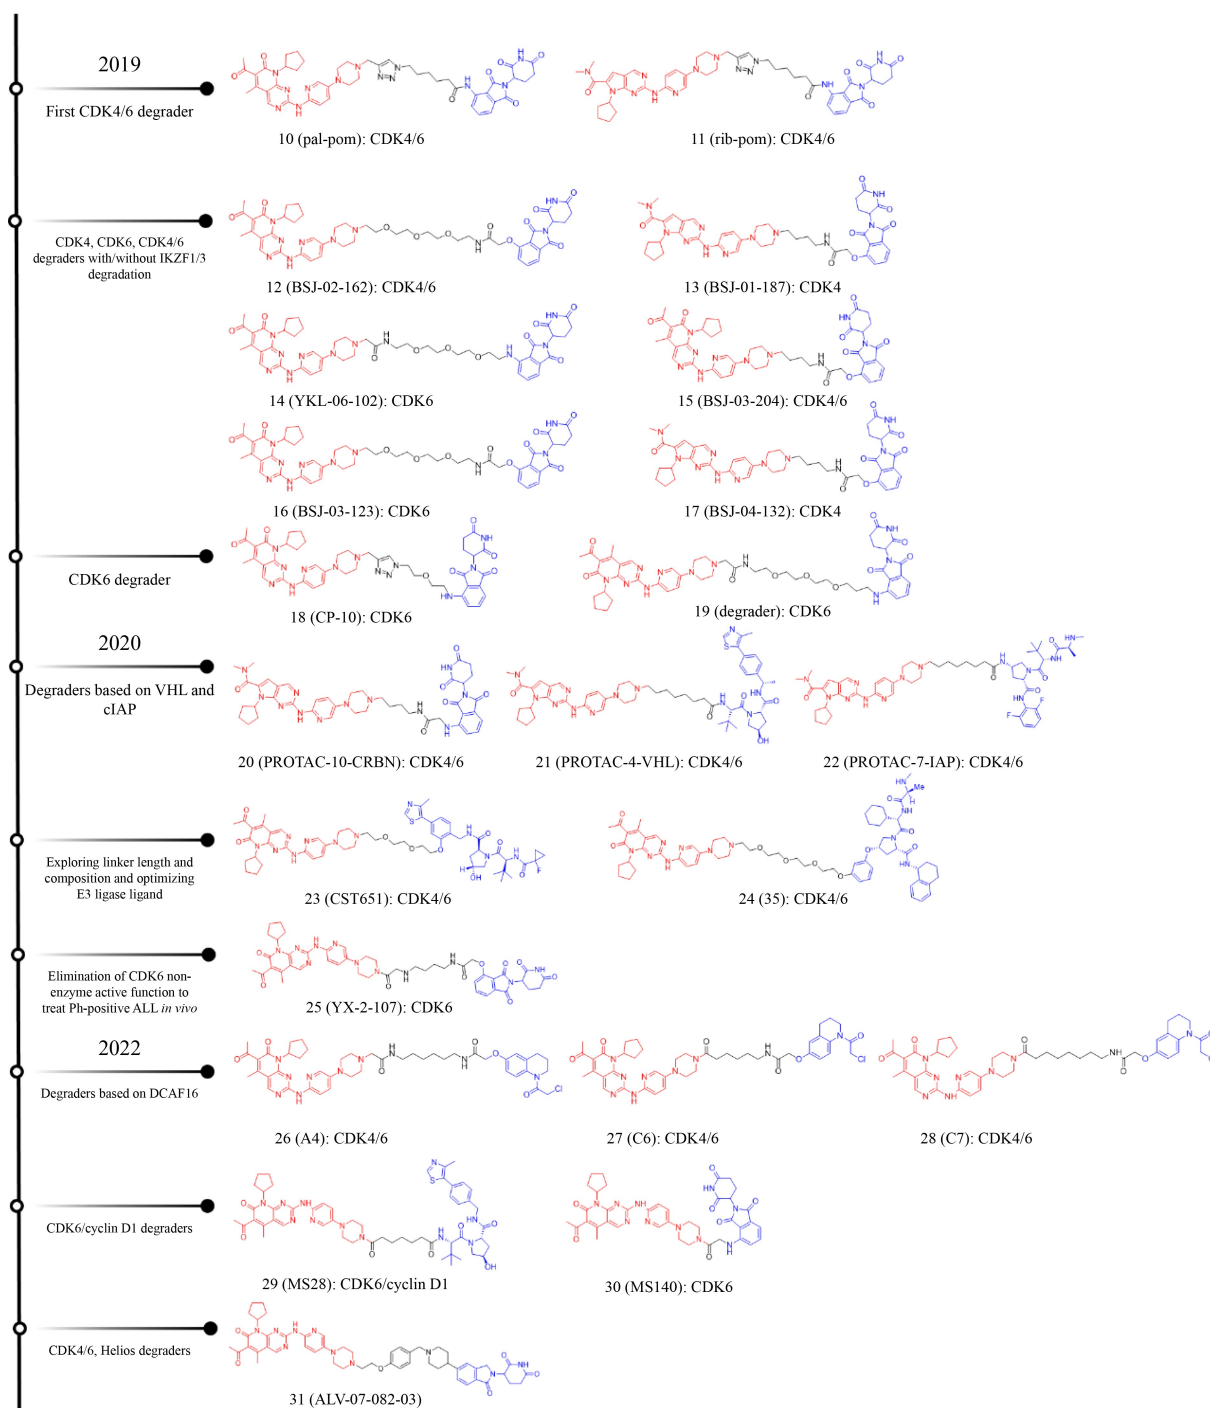 2019
First CDK4/6 degrader
10 (pal-pom): CDK4/6
11 (rib-pom): CDK4/6
CDK4, CDK6, CDK4/6
degraders with/without IKZF1/3
degradation
12 (BSJ-02-162): CDK4/6
13 (BSJ-01-187): CDK4
14 (YKL-06-102): CDK6
15 (BSJ-03-204): CDK4/6
16 (BSJ-03-123): CDK6
17 (BSJ-04-132): CDK4
CDK6 degrader
18 (CP-10): CDK6
19 (degrader): CDK6
2020
Degraders based on VHL and
cIAP
20 (PROTAC-10-CRBN): CDK4/6
21 (PROTAC-4-VHL): CDK4/6
22 (PROTAC-7-IAP): CDK4/6
Exploring linker length and
composition and optimizing
E3 ligase ligand
23 (CST651): CDK4/6
24 (35): CDK4/6
Elimination of CDK6 non-
enzyme active function to
treat Ph-positive ALL in vivo
25 (YX-2-107): CDK6
2022
Degraders based on DCAF16
26 (A4): CDK4/6
27 (C6): CDK4/6
28 (C7): CDK4/6
CDK6/cyclin D1 degraders
29 (MS28): CDK6/cyclin D1
30 (MS140): CDK6
CDK4/6, Helios degraders
31 (ALV-07-082-03)